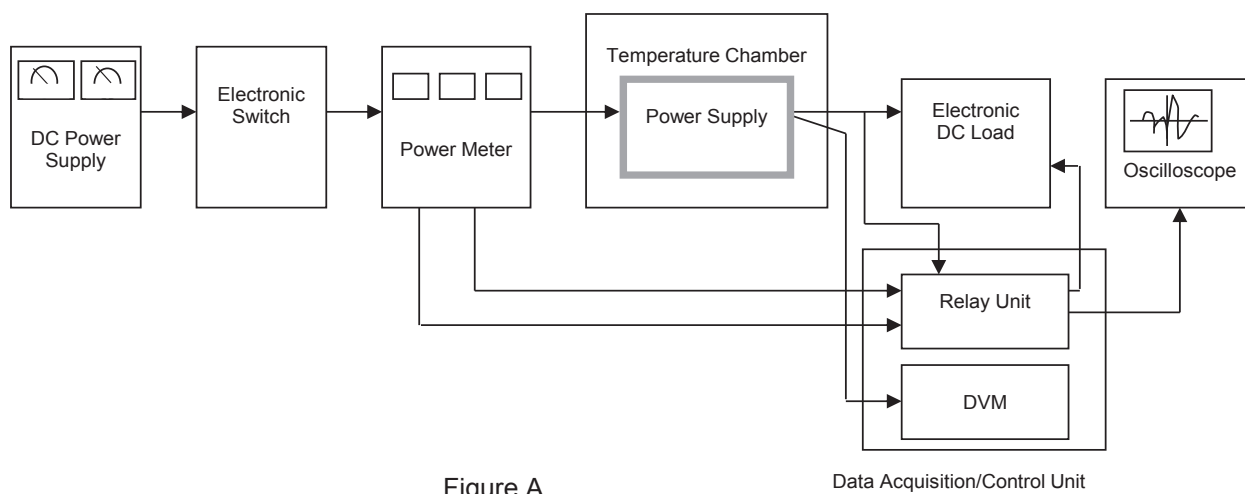 DC Power
Supply
Electronic
Switch
Power Meter
Temperature Chamber
Power Supply
Electronic
DC Load
Oscilloscope
Relay Unit
DVM
Figure A
Data Acquisition/Control Unit